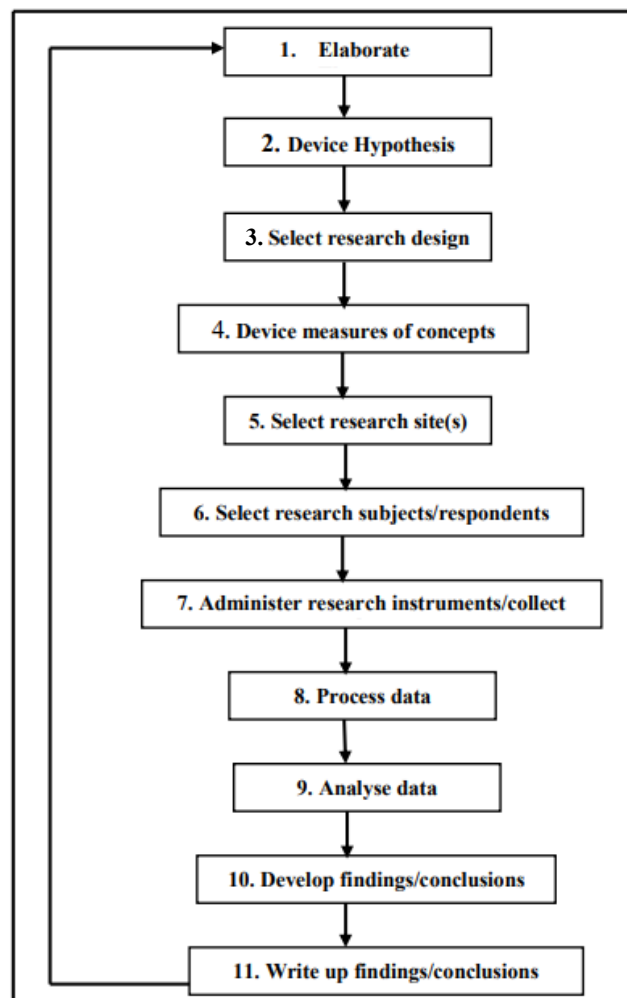 1. Elaborate
2. Device Hypothesis
3. Select research design
4. Device measures of concepts
5. Select research site(s)
6. Select research subjects/respondents
7. Administer research instruments/collect
8. Process data
9. Analyse data
10. Develop findings/conclusions
11. Write up findings/conclusions